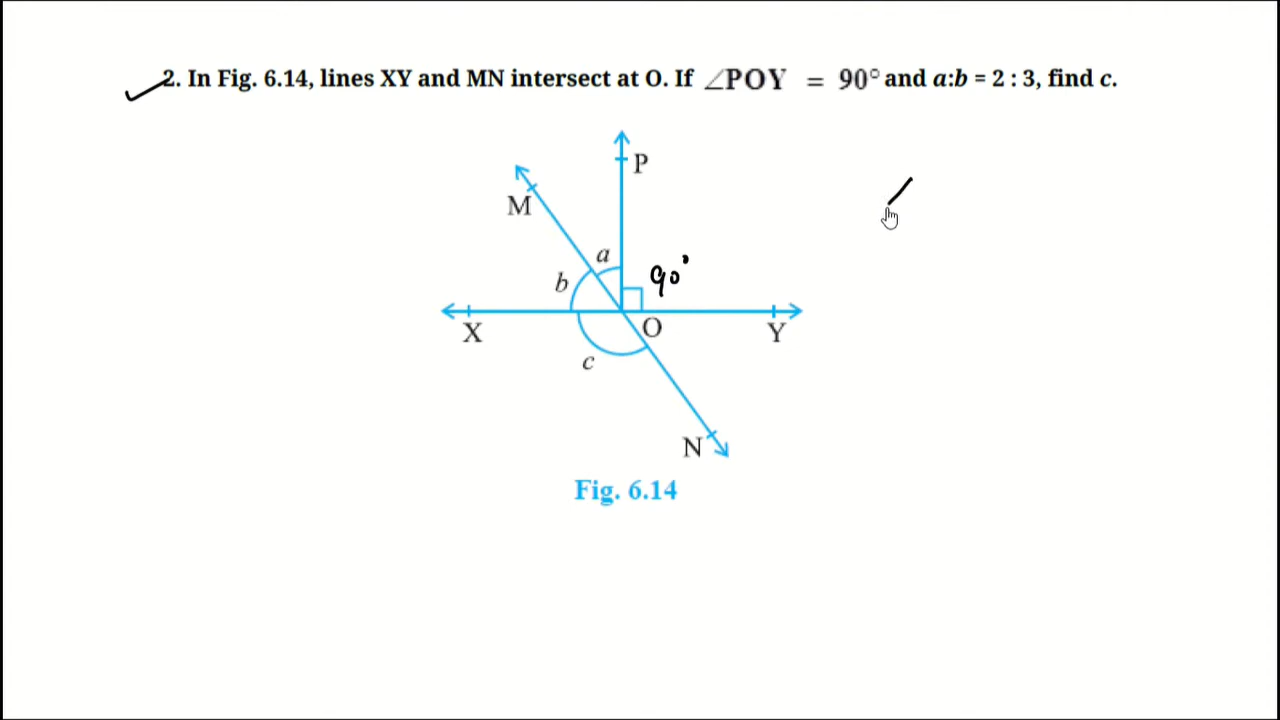 2. In Fig. 6.14, lines XY and MN intersect at O. If ∠POY = 90° and a:b = 2 : 3, find c.
P
M
a
b
90°
X
O
Y
c
N
Fig. 6.14